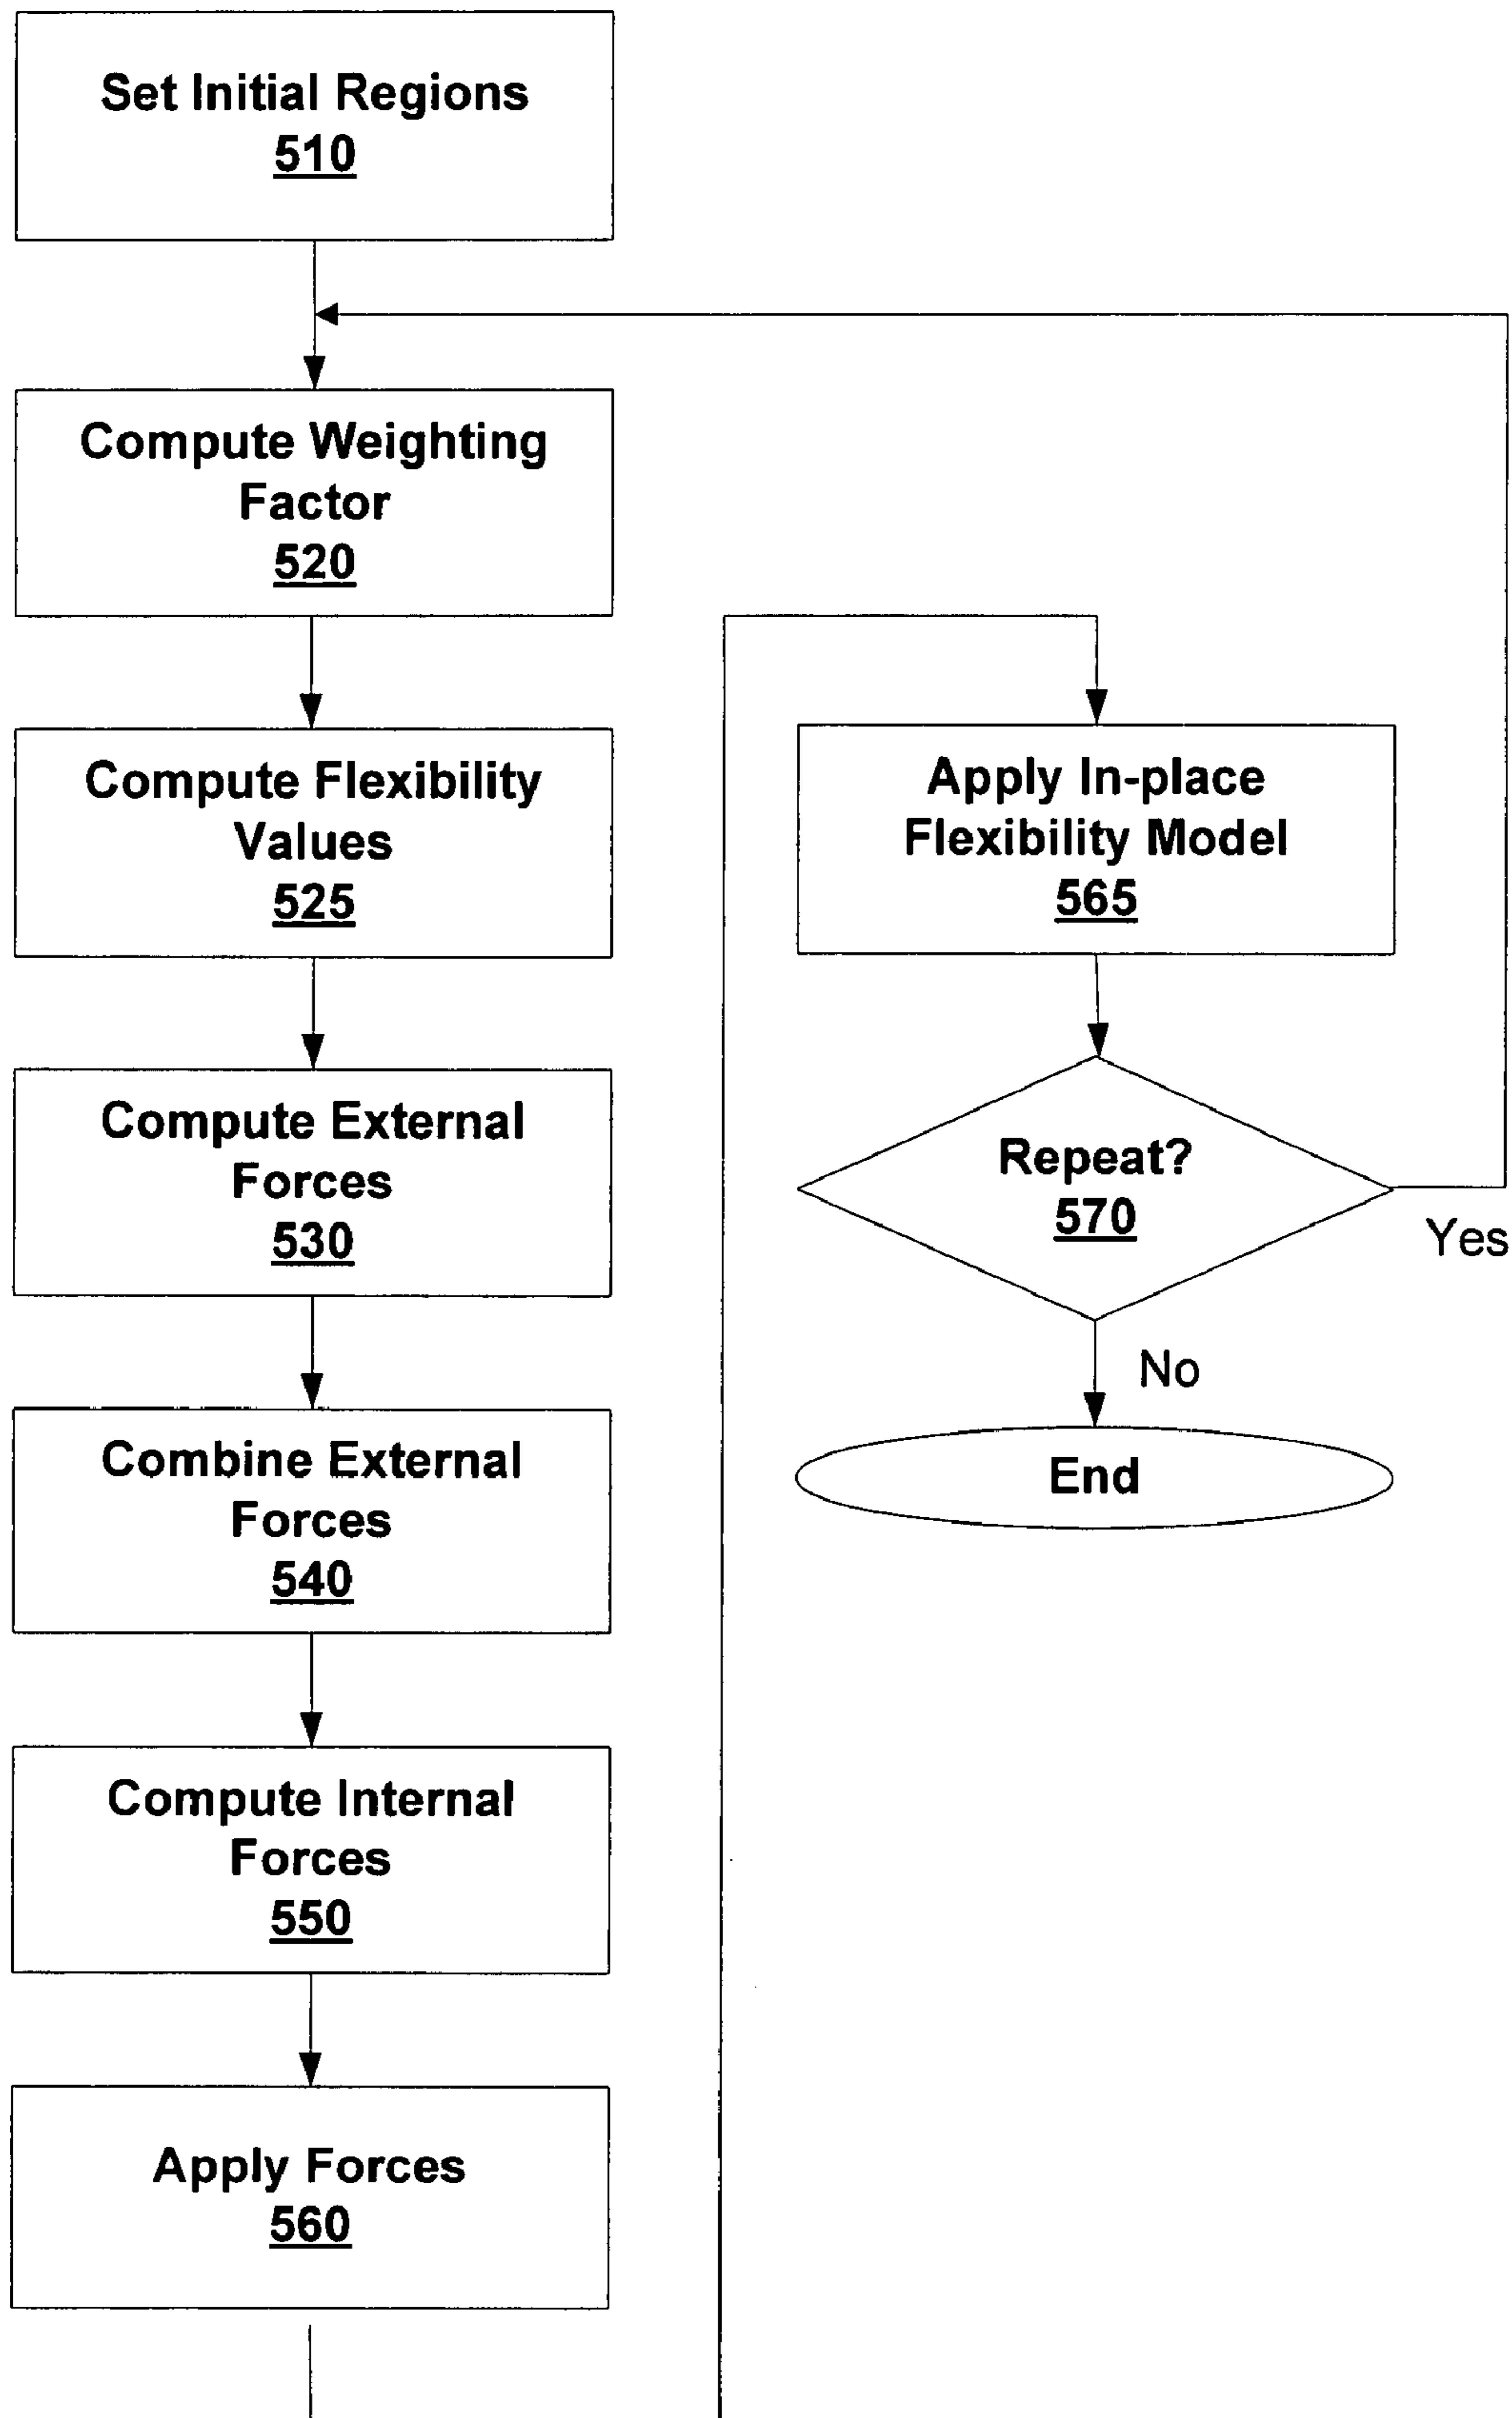 Set Initial Regions
510
Compute Weighting
Factor
520
Compute Flexibility
Values
525
Compute External
Forces
530
Combine External
Forces
540
Compute Internal
Forces
550
Apply Forces
560
Apply In-place
Flexibility Model
565
Repeat?
570
Yes
No
End